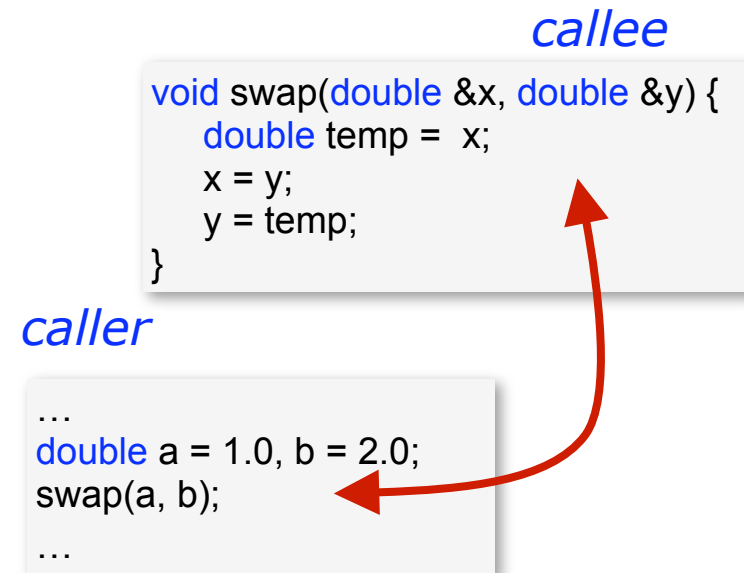 callee
void swap(double &x, double &y) {
double temp =  x;
x = y;
y = temp;
}
caller
…
double a = 1.0, b = 2.0;
swap(a, b);
…